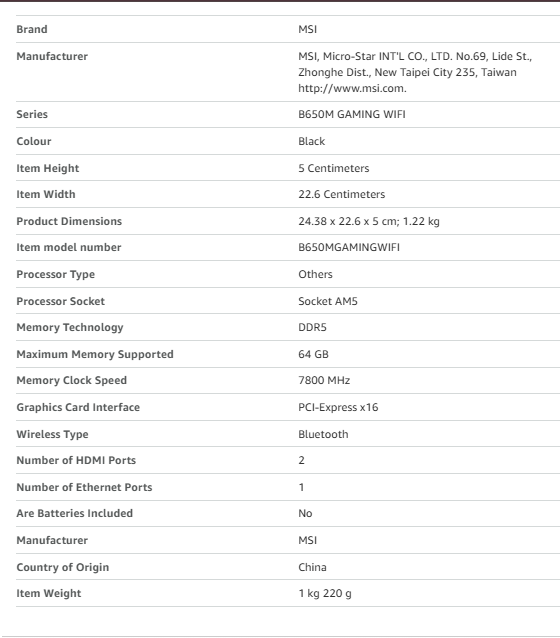 Brand MSI
Manufacturer MSI, Micro-Star INT'L CO., LTD. No.69, Lide St.,
Zhonghe Dist., New Taipei City 235, Taiwan
http://www.msi.com.
Series B650M GAMING WIFI
Colour Black
Item Height 5 Centimeters
Item Width 22.6 Centimeters
Product Dimensions 24.38 x 22.6 x 5 cm; 1.22 kg
Item model number B650MGAMINGWIFI
Processor Type Others
Processor Socket Socket AM5
Memory Technology DDR5
Maximum Memory Supported 64 GB
Memory Clock Speed 7800 MHz
Graphics Card Interface PCI-Express x16
Wireless Type Bluetooth
Number of HDMI Ports 2
Number of Ethernet Ports 1
Are Batteries Included No
Manufacturer MSI
Country of Origin China
Item Weight 1 kg 220 g